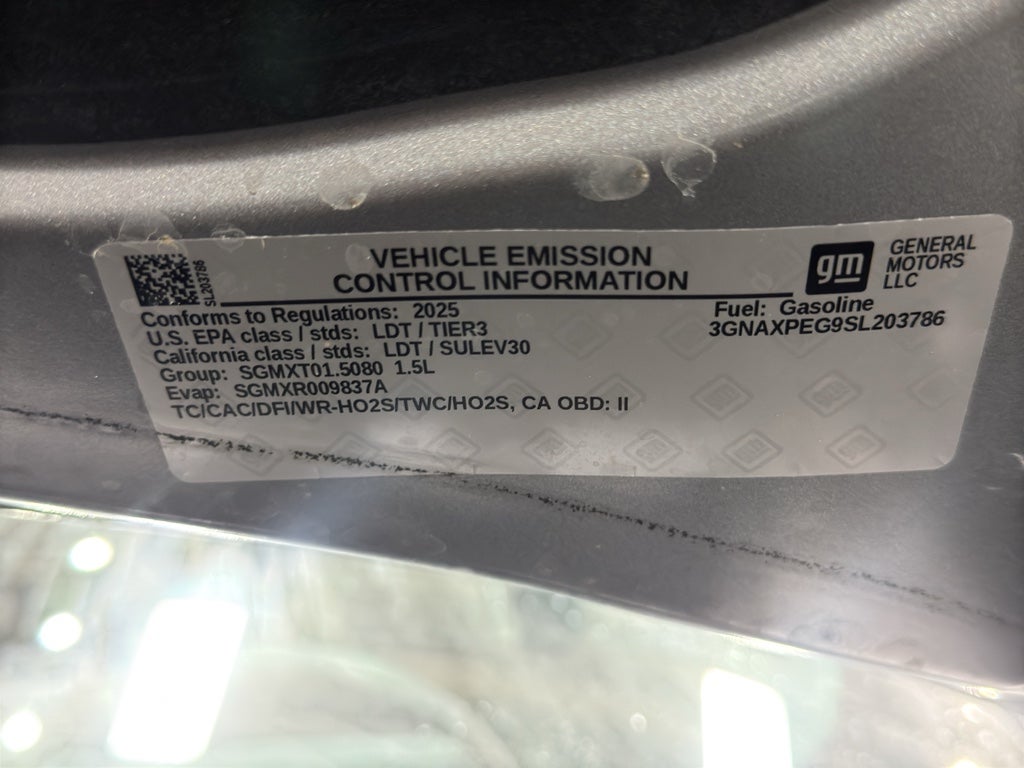 VEHICLE EMISSION
CONTROL INFORMATION
gm
GENERAL
MOTORS
LLC
SL203786
Conforms to Regulations: 2025
U.S. EPA class / stds: LDT / TIER3
California class / stds: LDT / SULEV30
Group: SGMXT01.5080 1.5L
Evap: SGMXR009837A
TC/CAC/DFI/WR-HO2S/TWC/HO2S, CA OBD: II
Fuel: Gasoline
3GNAXPEG9SL203786